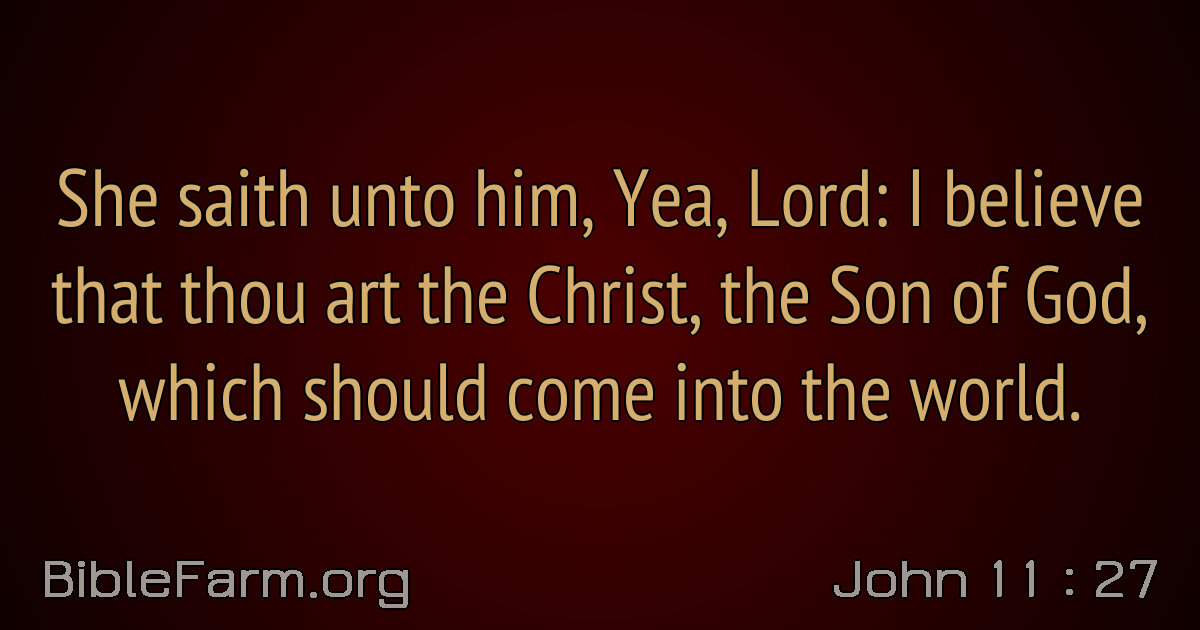 She saith unto him, Yea, Lord: I believe
that thou art the Christ, the Son of God,
which should come into the world.
BibleFarm.org
John 11 : 27